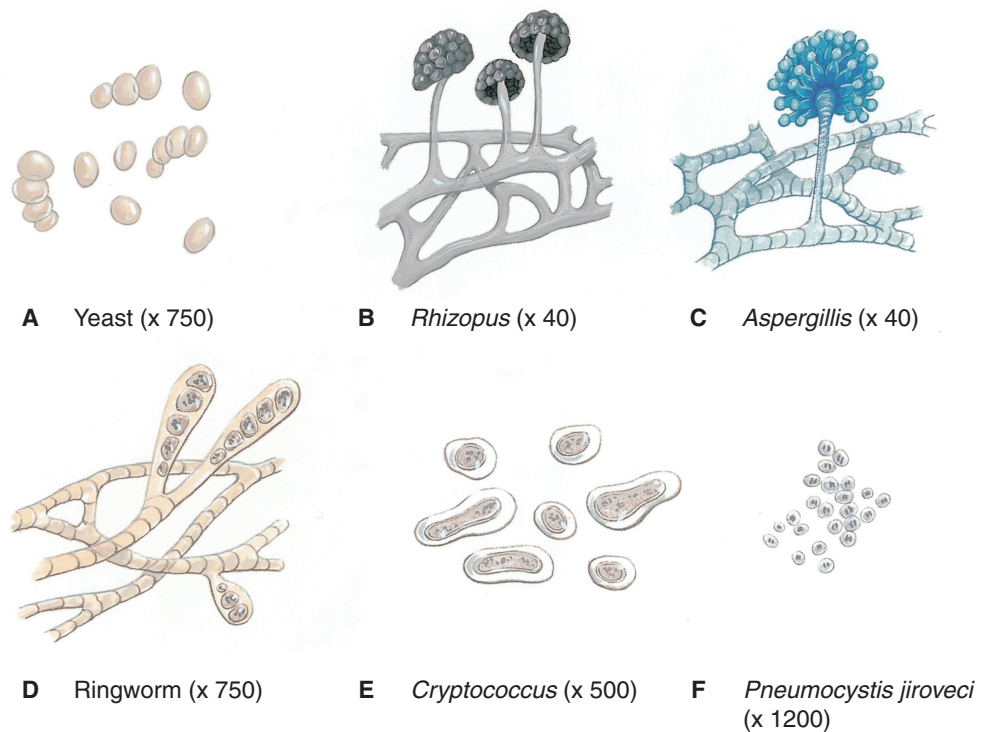 A Yeast (x 750)
B Rhizopus (x 40)
C Aspergillis (x 40)
D Ringworm (x 750)
E Cryptococcus (x 500)
F Pneumocystis jiroveci
(x 1200)